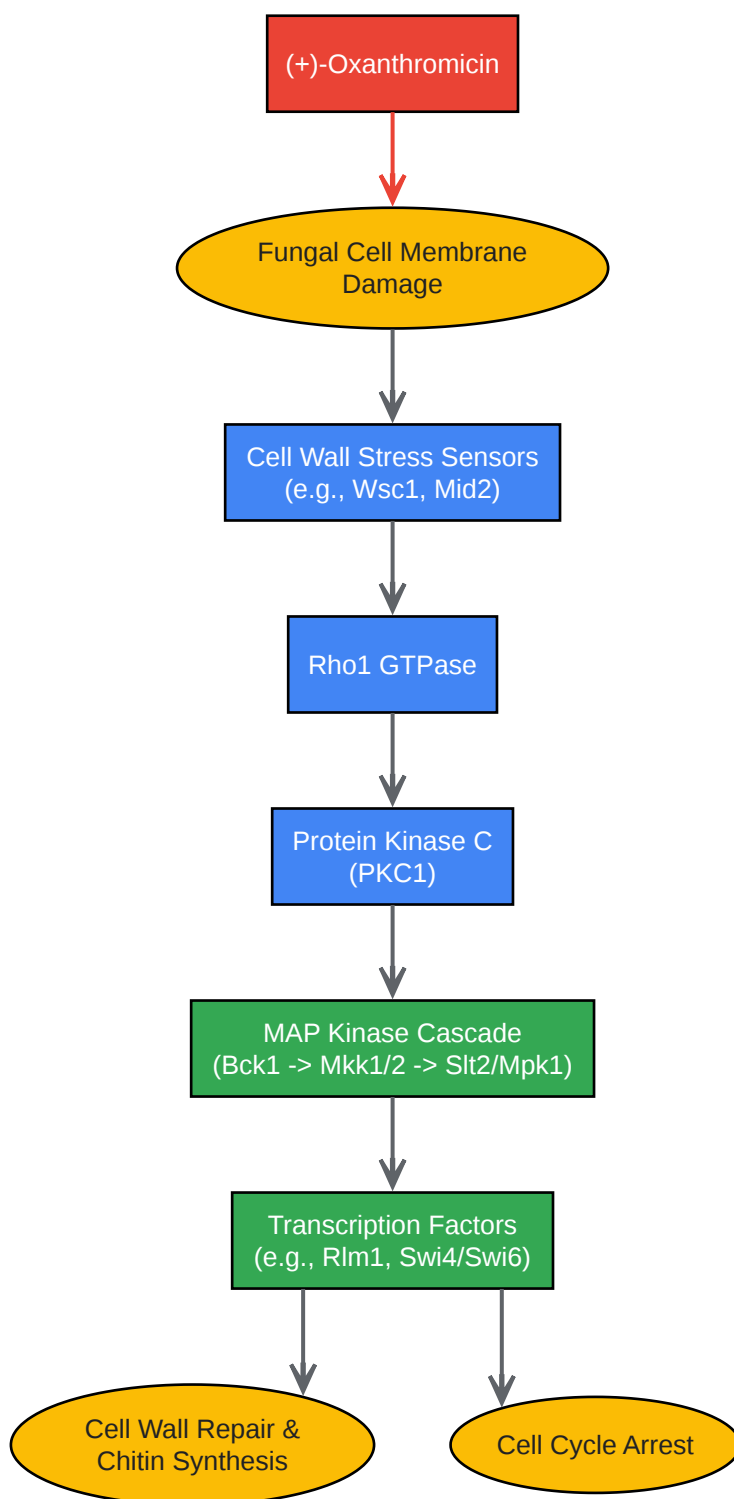 (+)-Oxanthromicin
Fungal Cell Membrane
Damage
Cell Wall Stress Sensors
(e.g., Wsc1, Mid2)
Rho1 GTPase
Protein Kinase C
(PKC1)
MAP Kinase Cascade
(Bck1 -> Mkk1/2 -> Slt2/Mpk1)
Transcription Factors
(e.g., Rlm1, Swi4/Swi6)
Cell Wall Repair &
Chitin Synthesis
Cell Cycle Arrest